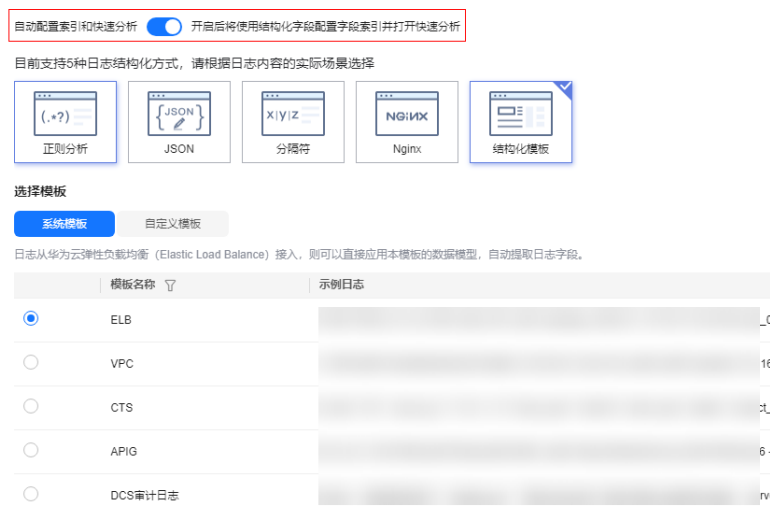 自动配置索引和快速分析 开启后将使用结构化字段配置字段索引并打开快速分析
目前支持5种日志结构化方式，请根据日志内容的实际场景选择
(.*?) {JSON} X|y|Z NGINX
正则分析 JSON 分隔符 Nginx 结构化模板
选择模板
系统模板 自定义模板
日志从华为云弹性负载均衡（Elastic Load Balance）接入，则可以直接应用本模板的数据模型，自动提取日志字段。
模板名称 示例日志
ELB
VPC 16
CTS
APIG
DCS审计日志